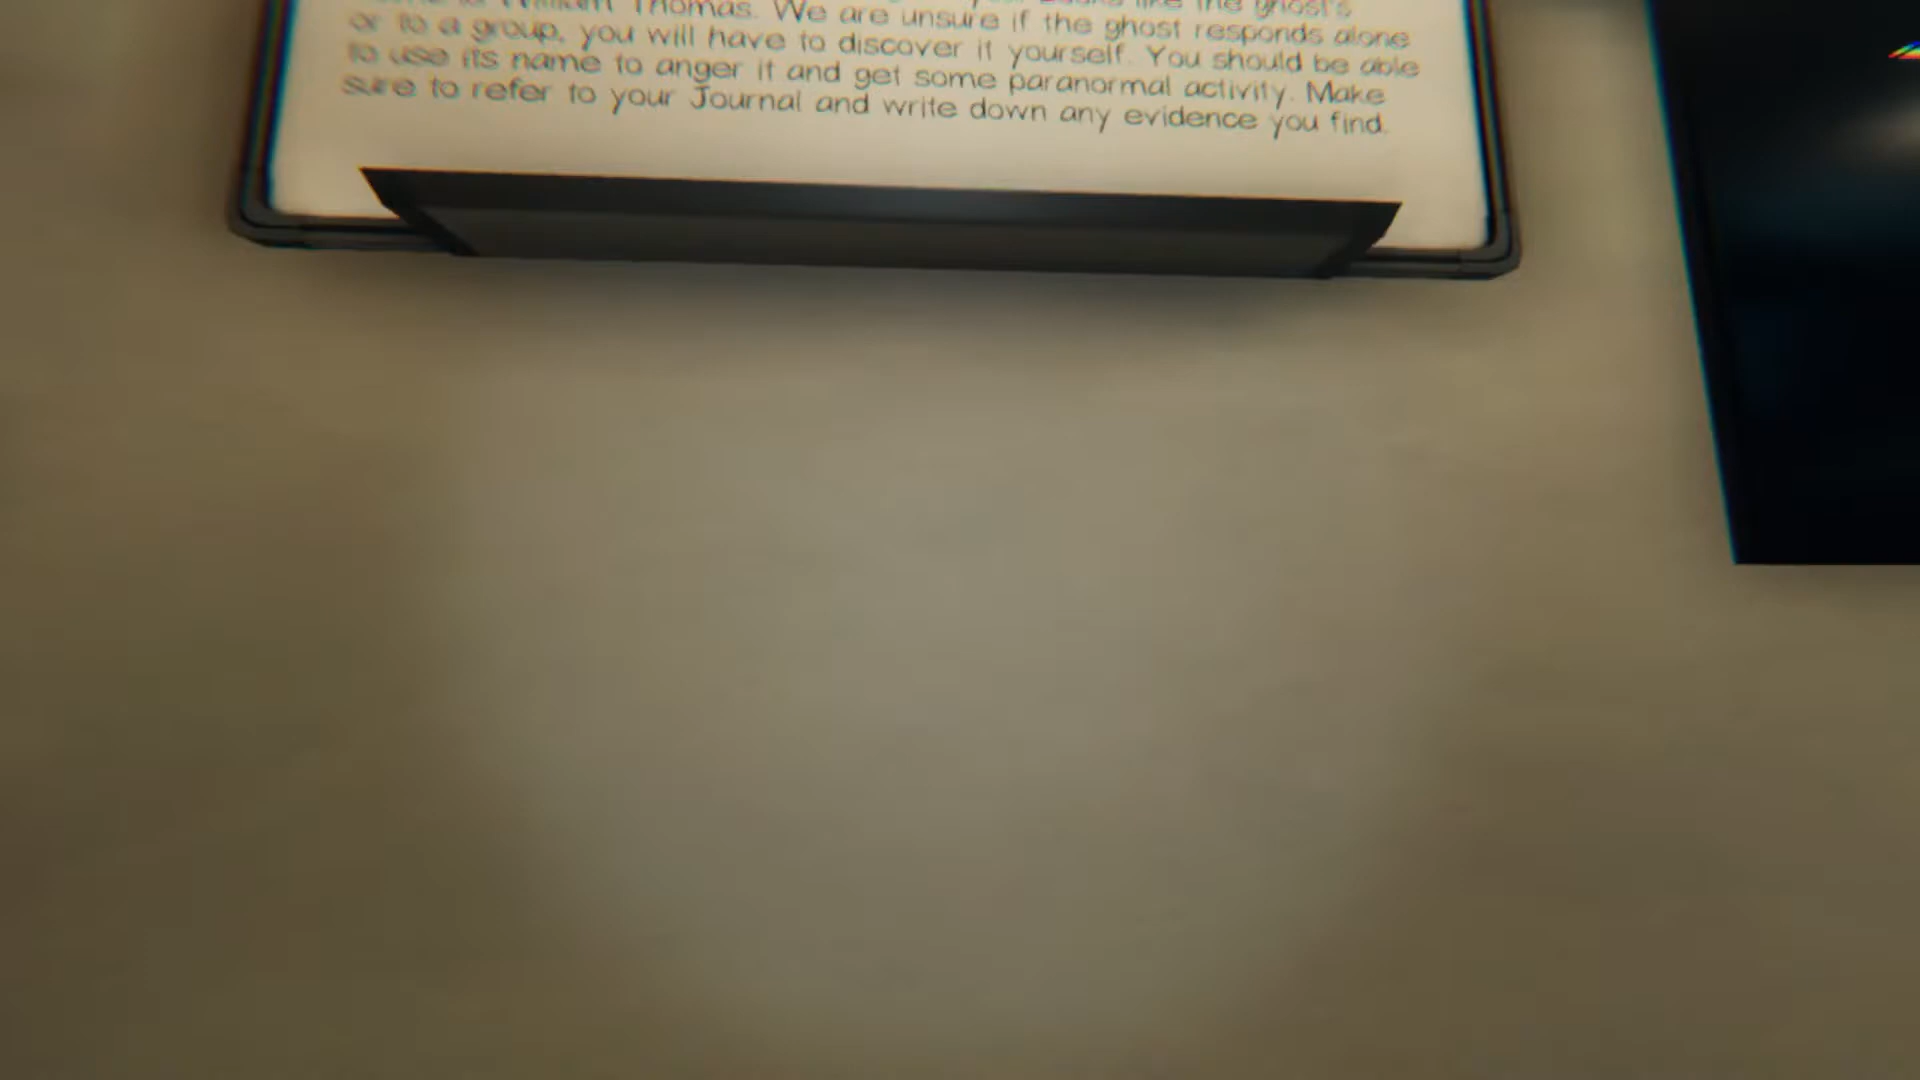 William Thomas. We are unsure if the ghost responds alone
or to a group, you will have to discover it yourself. You should be able
to use its name to anger it and get some paranormal activity. Make
sure to refer to your Journal and write down any evidence you find.